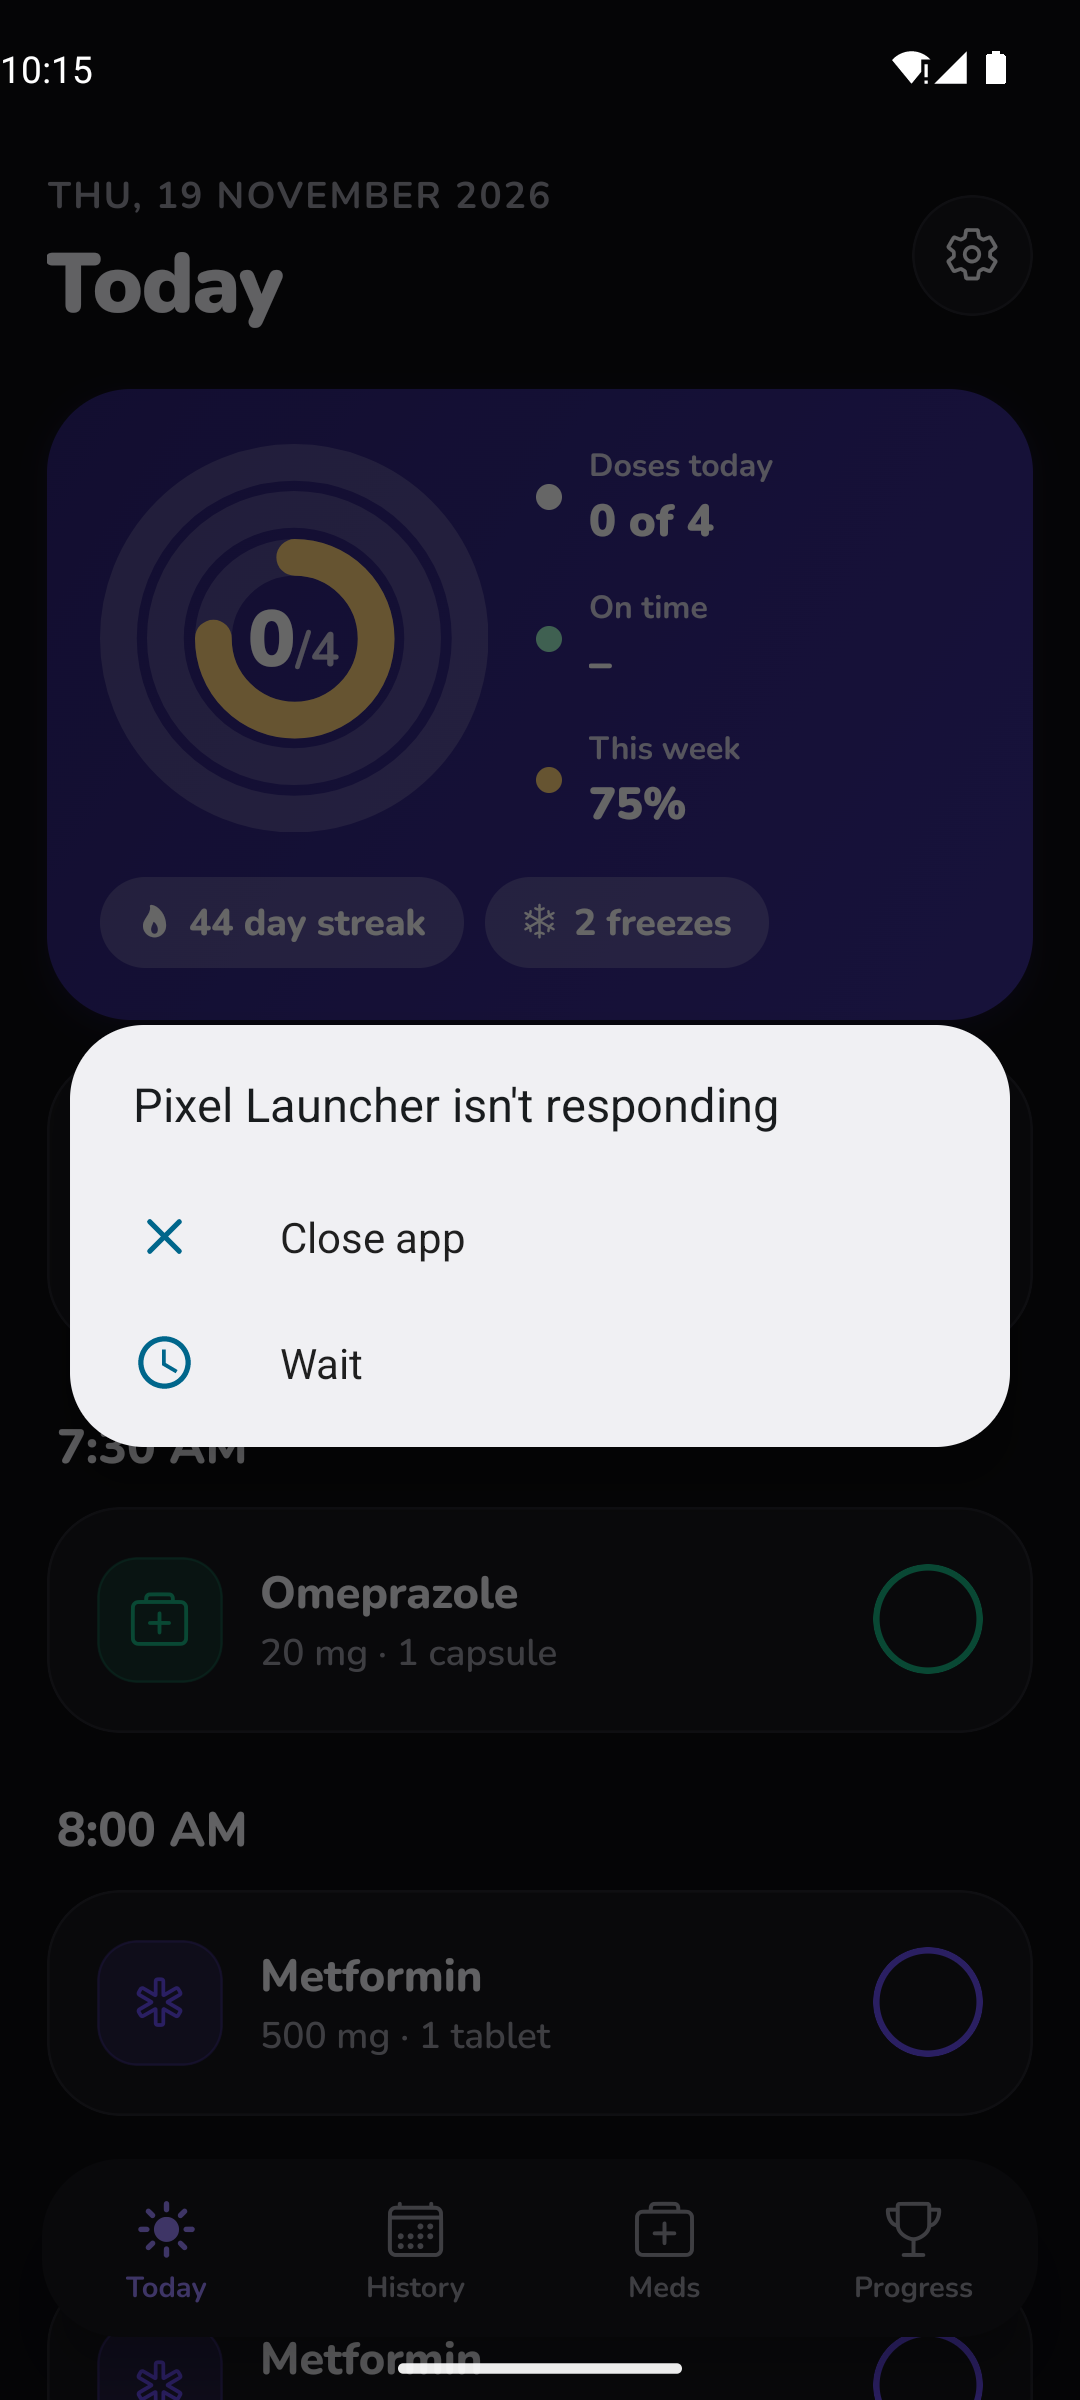 10:15
THU, 19 NOVEMBER 2026
Today
Doses today
0 of 4
On time
–
0/4
This week
75%
44 day streak
2 freezes
Pixel Launcher isn't responding
Close app
Wait
7:30 AM
Omeprazole
20 mg · 1 capsule
8:00 AM
Metformin
500 mg · 1 tablet
Today
History
Meds
Progress
Metformin